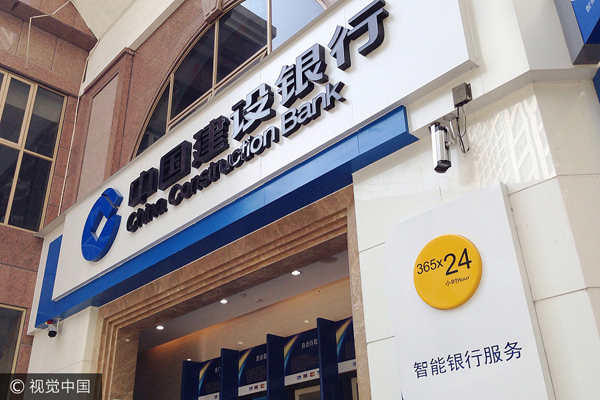 中国建设银行
China Construction Bank
365x24
小时Hour
智能银行服务
© 视觉中国